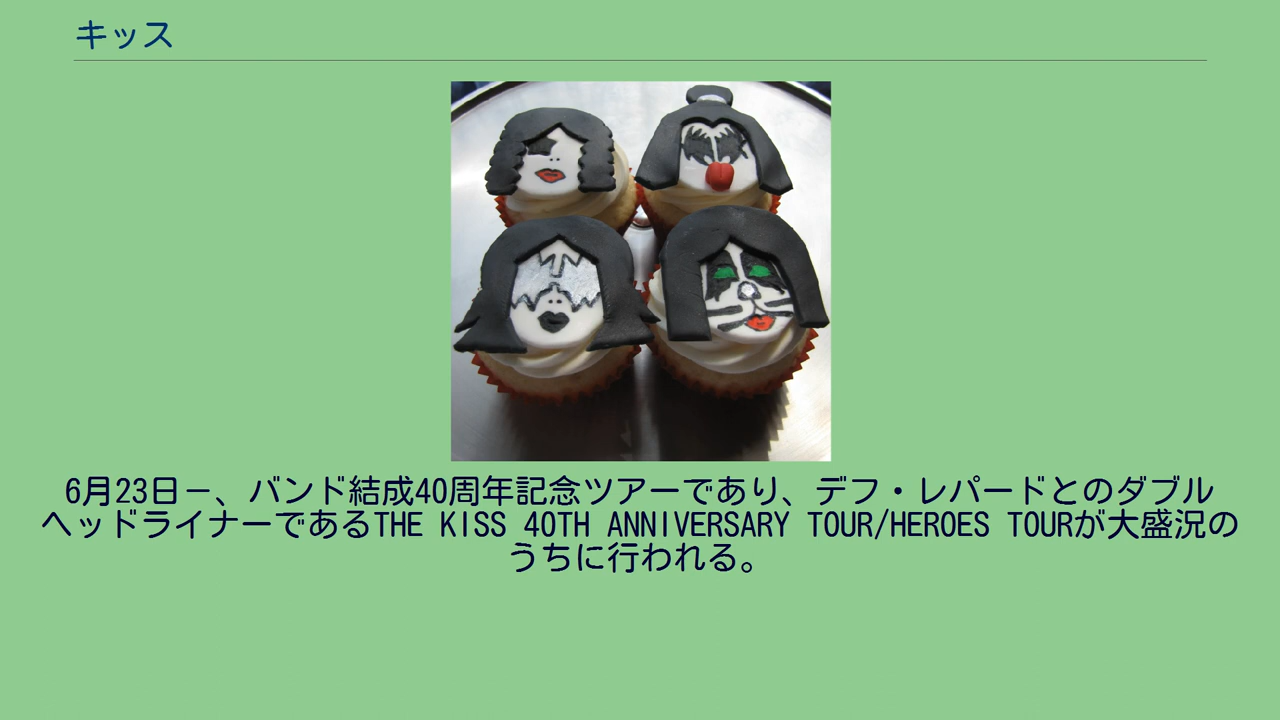 キッス
6月23日－、バンド結成40周年記念ツアーであり、デフ・レパードとのダブル
ヘッドライナーであるTHE KISS 40TH ANNIVERSARY TOUR/HEROES TOURが大盛況の
うちに行われる。